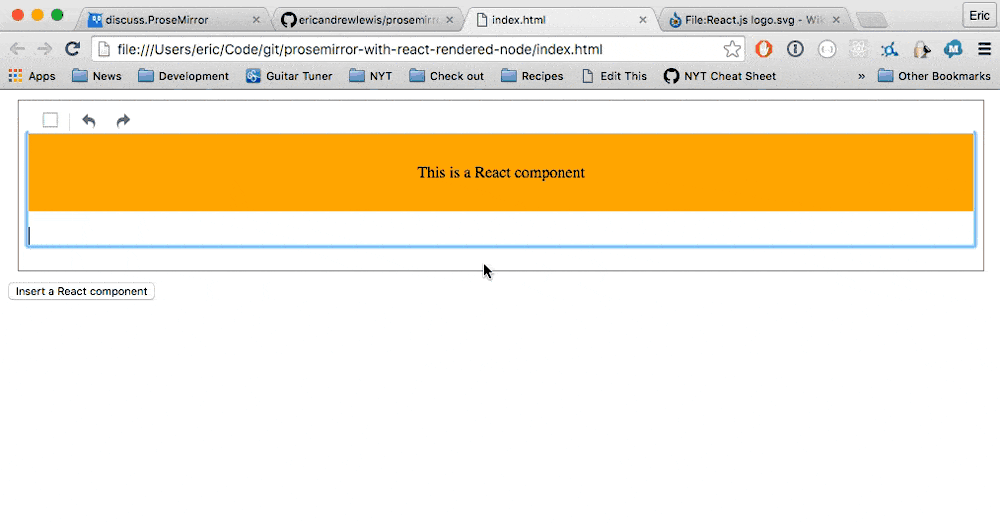 discuss.ProseMirror
ericandrewlewis/prosemirro
index.html
File:React.js logo.svg - Wik
Eric
file:///Users/eric/Code/git/prosemirror-with-react-rendered-node/index.html
Apps News Development Guitar Tuner NYT Check out Recipes Edit This NYT Cheat Sheet » Other Bookmarks
This is a React component
Insert a React component